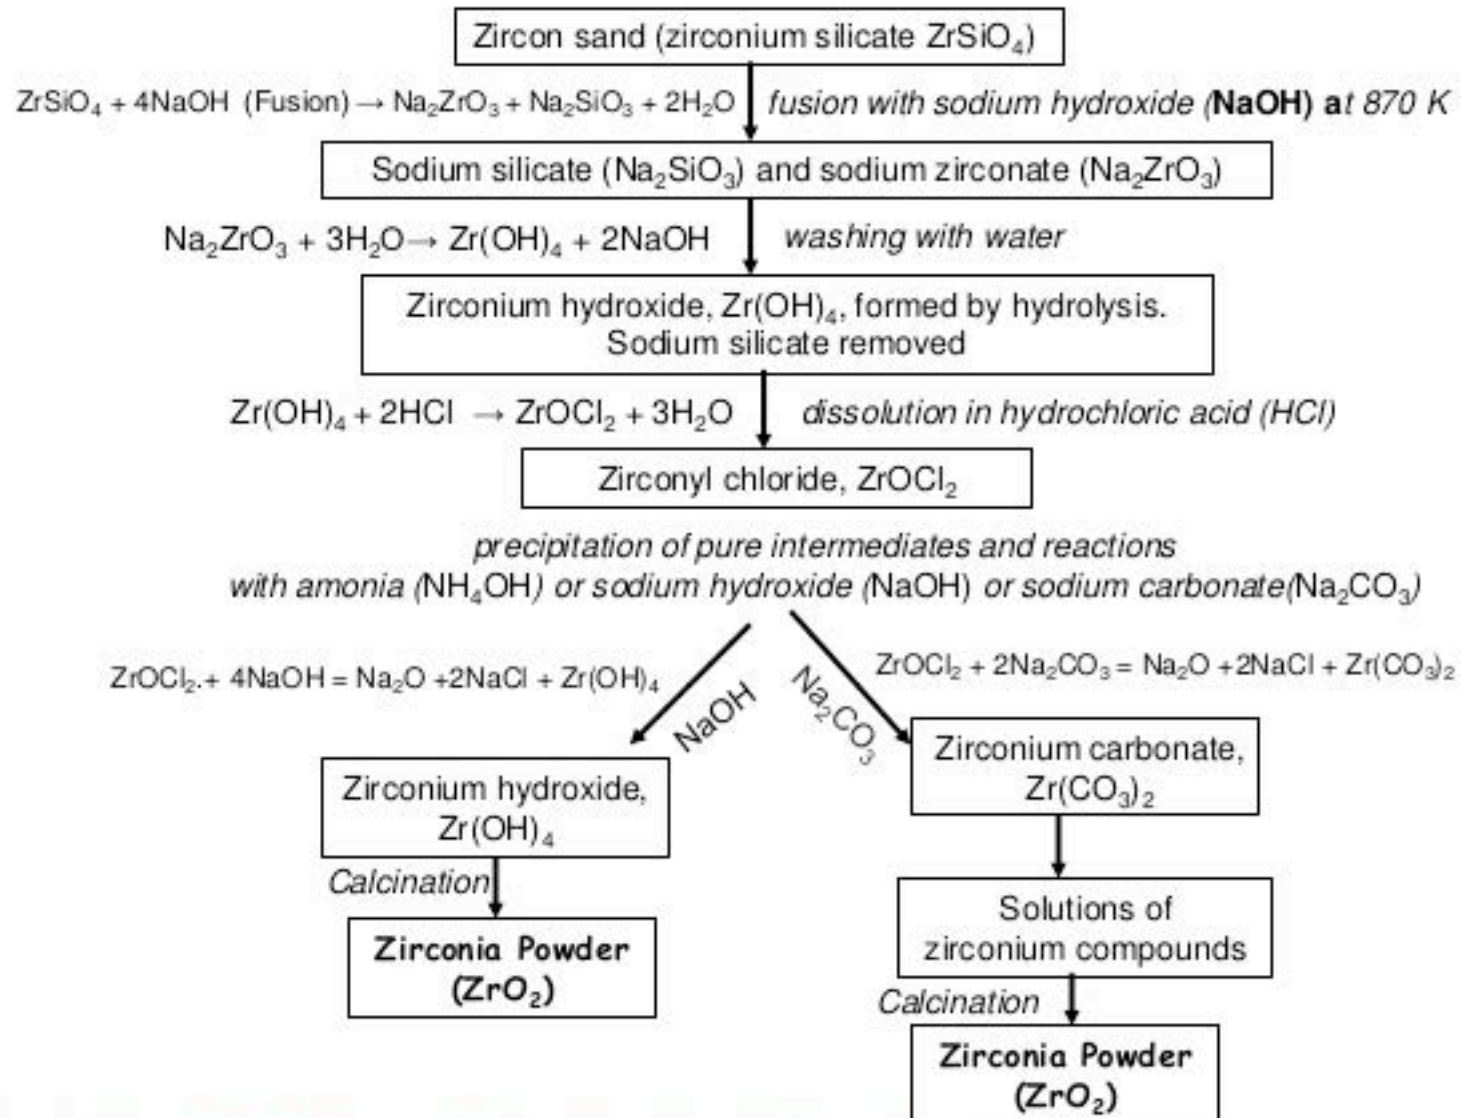 Zircon sand (zirconium silicate ZrSiO₄)
ZrSiO₄ + 4NaOH (Fusion) → Na₂ZrO₃ + Na₂SiO₃ + 2H₂O
fusion with sodium hydroxide (NaOH) at 870 K
Sodium silicate (Na₂SiO₃) and sodium zirconate (Na₂ZrO₃)
Na₂ZrO₃ + 3H₂O→ Zr(OH)₄ + 2NaOH
washing with water
Zirconium hydroxide, Zr(OH)₄, formed by hydrolysis.
Sodium silicate removed
Zr(OH)₄ + 2HCl → ZrOCl₂ + 3H₂O
dissolution in hydrochloric acid (HCl)
Zirconyl chloride, ZrOCl₂
precipitation of pure intermediates and reactions
with amonia (NH₄OH) or sodium hydroxide (NaOH) or sodium carbonate(Na₂CO₃)
ZrOCl₂.+ 4NaOH = Na₂O +2NaCl + Zr(OH)₄
NaOH
Na₂CO₃
ZrOCl₂ + 2Na₂CO₃ = Na₂O +2NaCl + Zr(CO₃)₂
Zirconium hydroxide,
Zr(OH)₄
Calcination
Zirconia Powder
(ZrO₂)
Zirconium carbonate,
Zr(CO₃)₂
Solutions of
zirconium compounds
Calcination
Zirconia Powder
(ZrO₂)